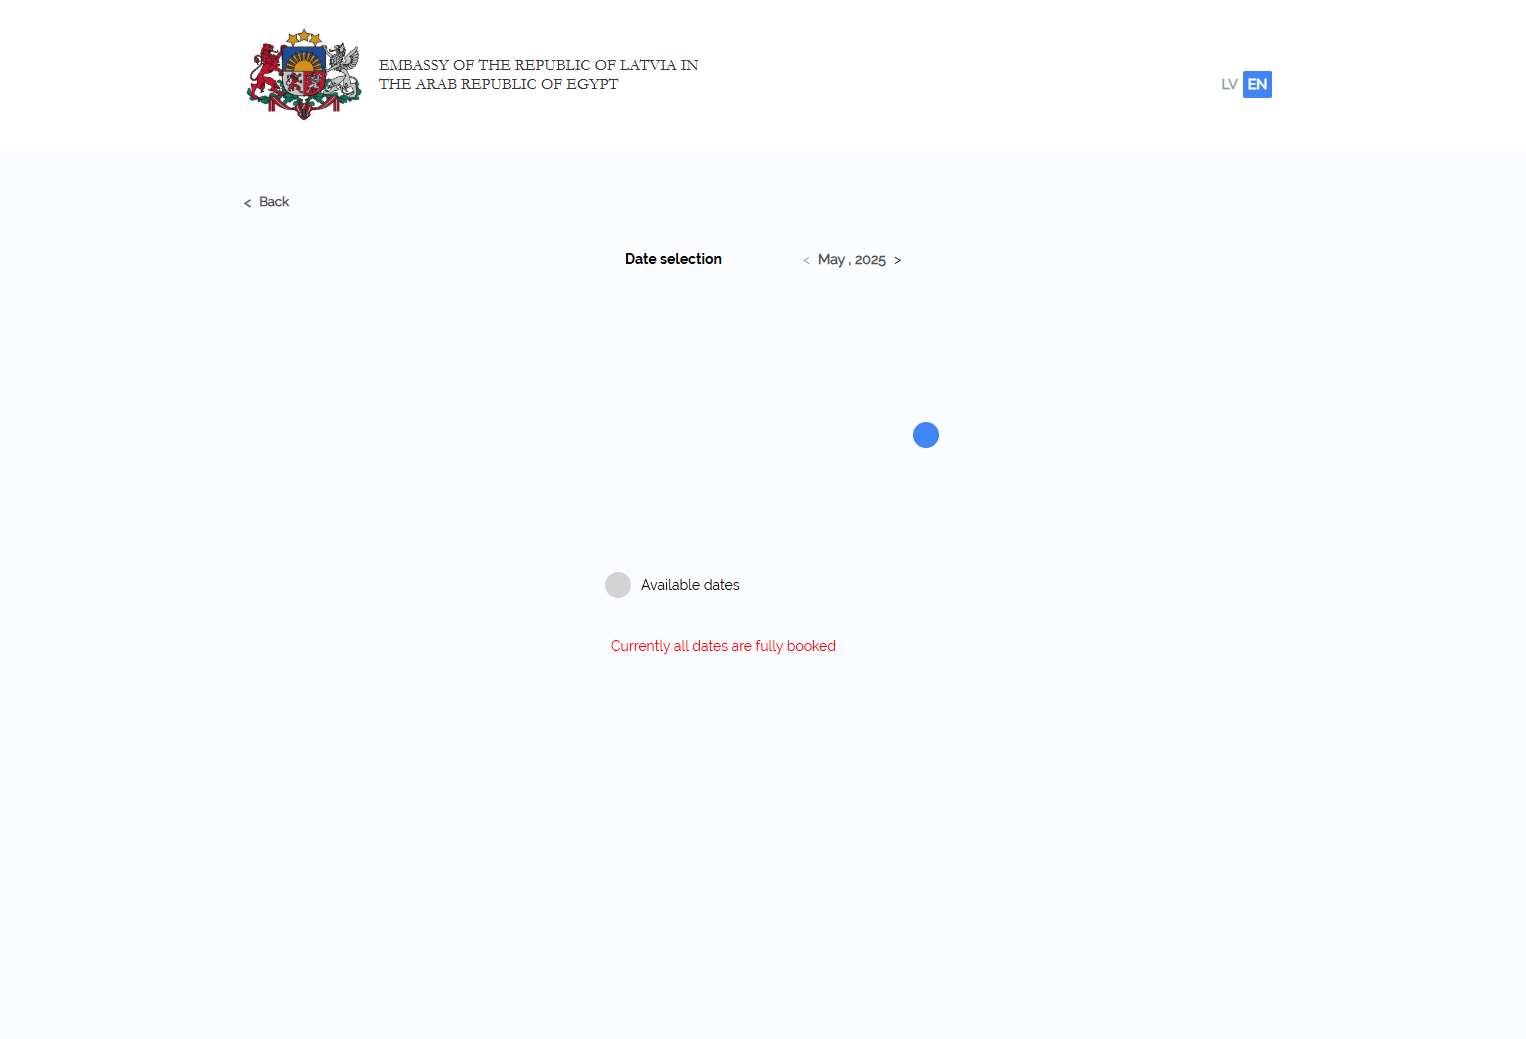 EMBASSY OF THE REPUBLIC OF LATVIA IN
THE ARAB REPUBLIC OF EGYPT
LV EN
< Back
Date selection < May , 2025 >
Available dates
Currently all dates are fully booked